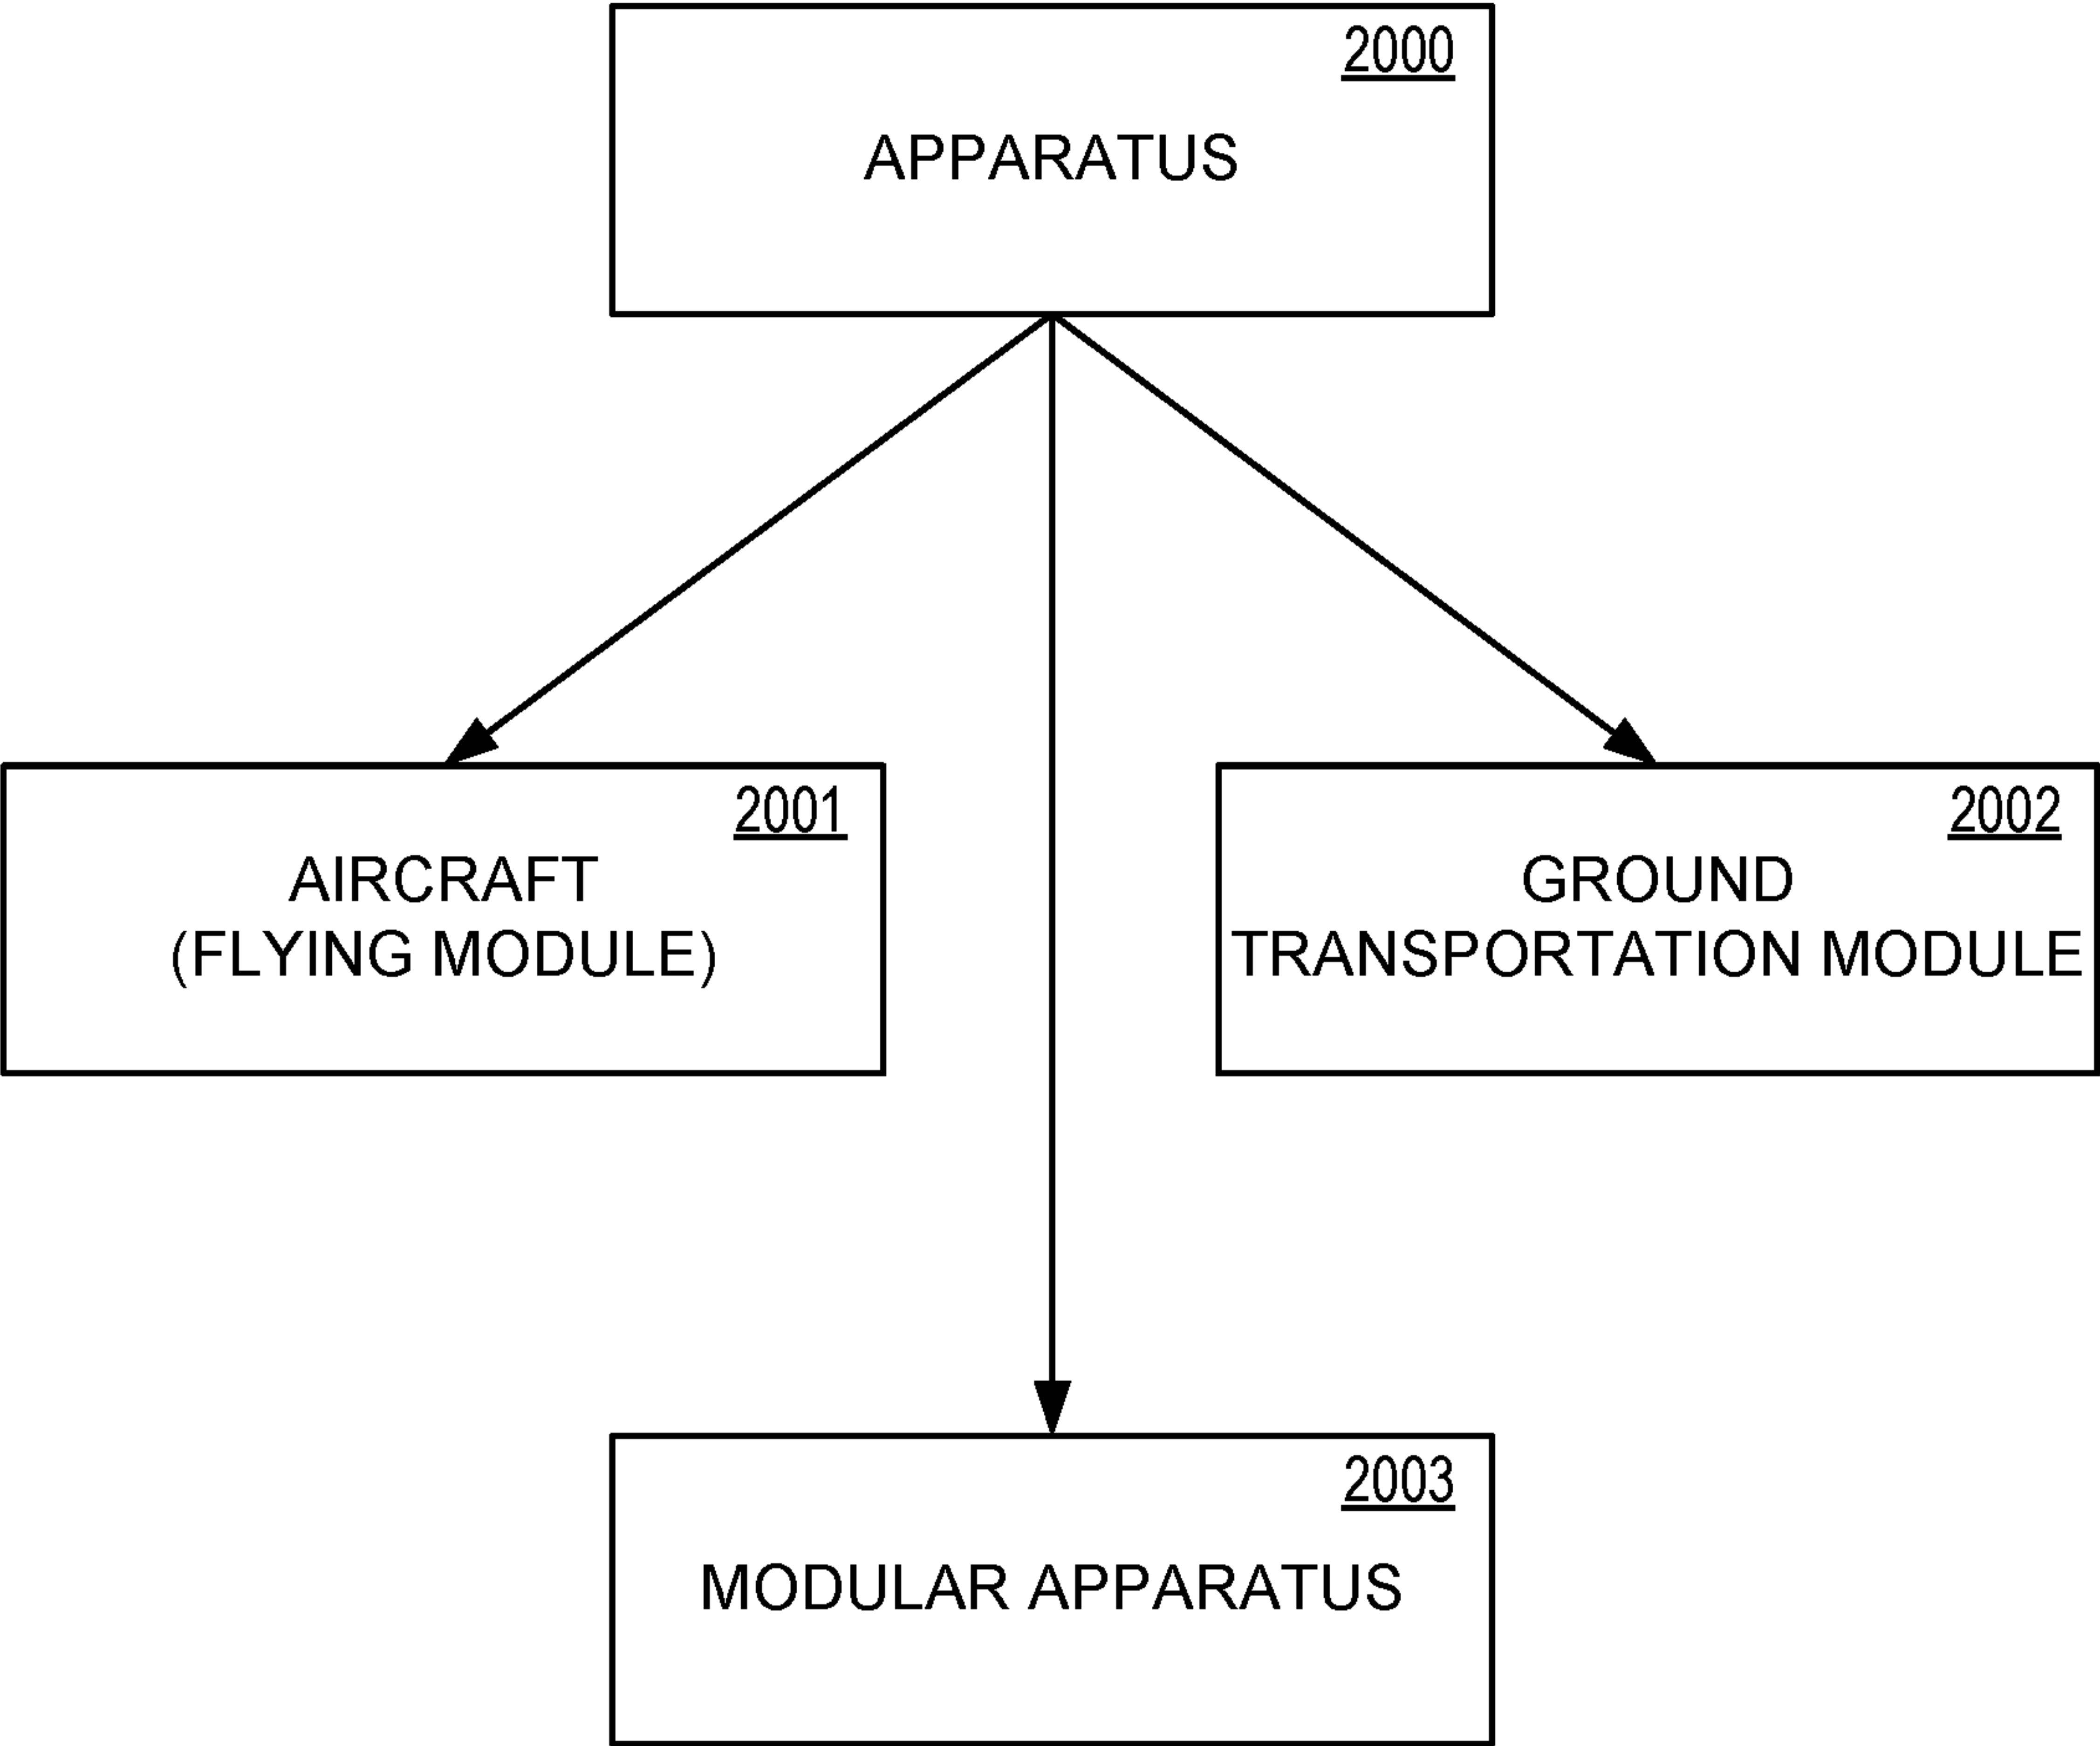 2000
APPARATUS
2001
AIRCRAFT
(FLYING MODULE)
2002
GROUND
TRANSPORTATION MODULE
2003
MODULAR APPARATUS